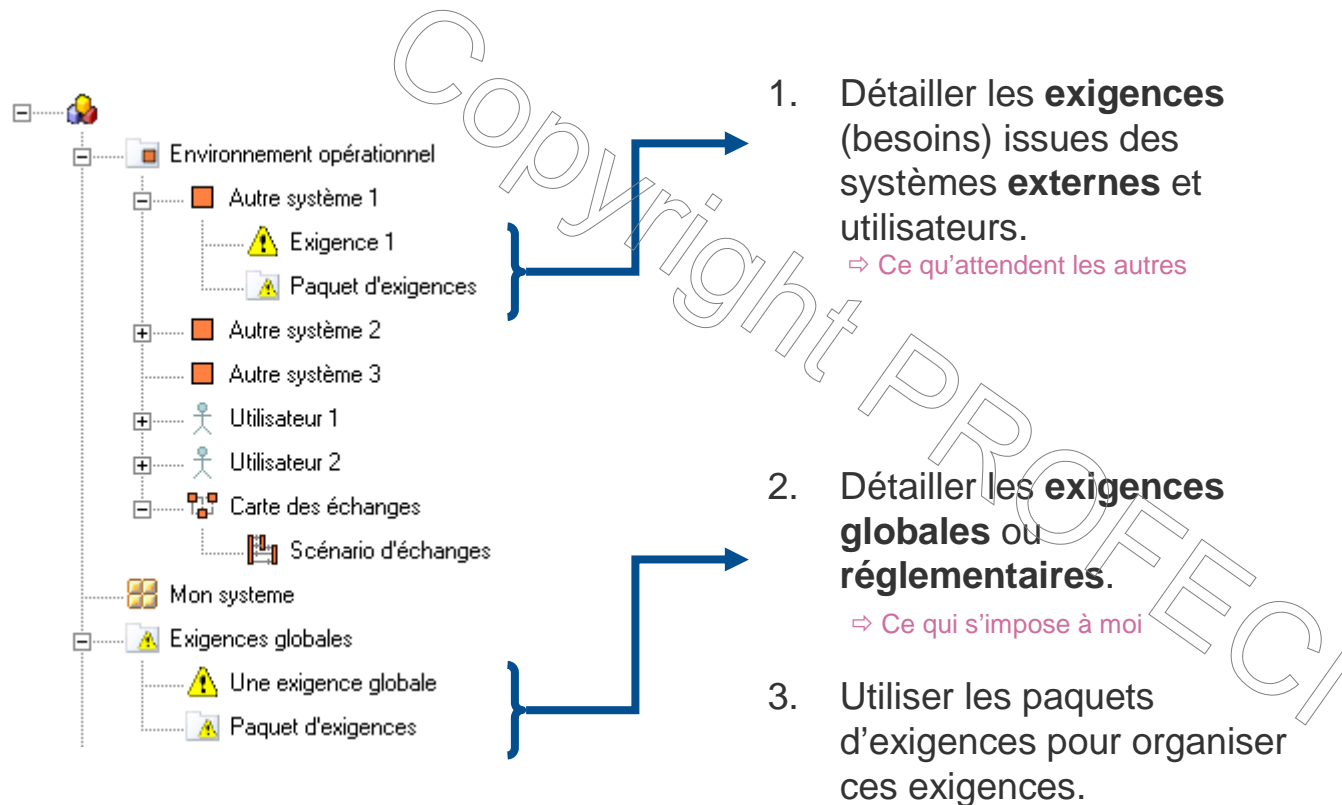 Environnement opérationnel
Autre système 1
Exigence 1
Paquet d'exigences
Autre système 2
Autre système 3
Utilisateur 1
Utilisateur 2
Carte des échanges
Scénario d'échanges
Mon systeme
Exigences globales
Une exigence globale
Paquet d'exigences
1. Détailler les exigences
(besoins) issues des
systèmes externes et
utilisateurs.
⇨ Ce qu’attendent les autres
2. Détailler les exigences
globales ou
réglementaires.
⇨ Ce qui s’impose à moi
3. Utiliser les paquets
d’exigences pour organiser
ces exigences.
Copyright PROFECI